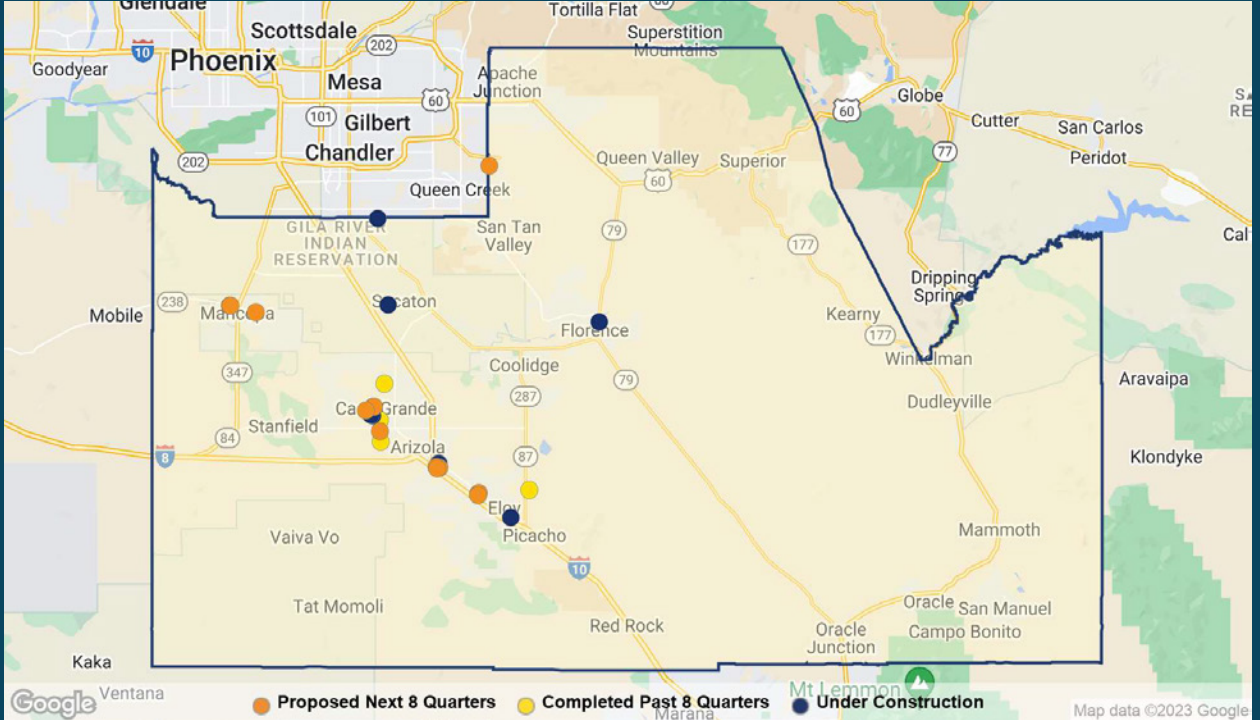 Glendale
Tortilla Flat
Scottsdale
202
Superstition
Mountains
10
Phoenix
Goodyear
Mesa
Apache
Junction
60
60
Globe
101
Gilbert
Cutter
San Carlos
Chandler
202
77
Peridot
Queen Valley
60
Superior
Queen Creek
GILA RIVER
INDIAN
RESERVATION
San Tan
Valley
79
177
Cal
Dripping
Springs
238
Maricopa
Sacaton
Mobile
Florence
Kearny
177
Winkelman
Coolidge
347
79
Aravaipa
287
Casa Grande
Dudleyville
Stanfield
84
Arizola
8
87
Klondyke
Eloy
Vaiva Vo
Picacho
Mammoth
10
Tat Momoli
Oracle
San Manuel
Red Rock
Oracle
Junction
Campo Bonito
Kaka
Ventana
Mt Lemmon
Google
Proposed Next 8 Quarters
Completed Past 8 Quarters
Under Construction
Marana
Map data ©2023 Google